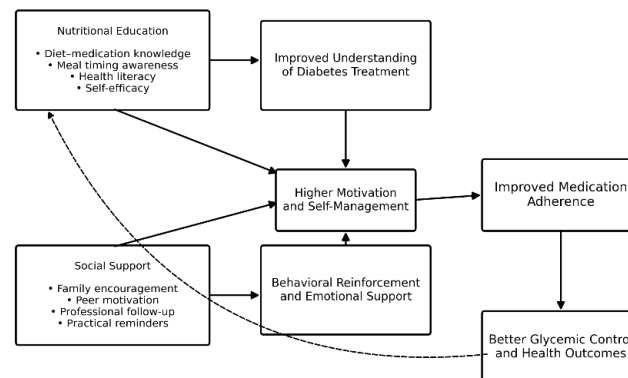 Nutritional Education
• Diet–medication knowledge
• Meal timing awareness
• Health literacy
• Self-efficacy
Improved Understanding
of Diabetes Treatment
Higher Motivation
and Self-Management
Improved Medication
Adherence
Social Support
• Family encouragement
• Peer motivation
• Professional follow-up
• Practical reminders
Behavioral Reinforcement
and Emotional Support
Better Glycemic Control
and Health Outcomes